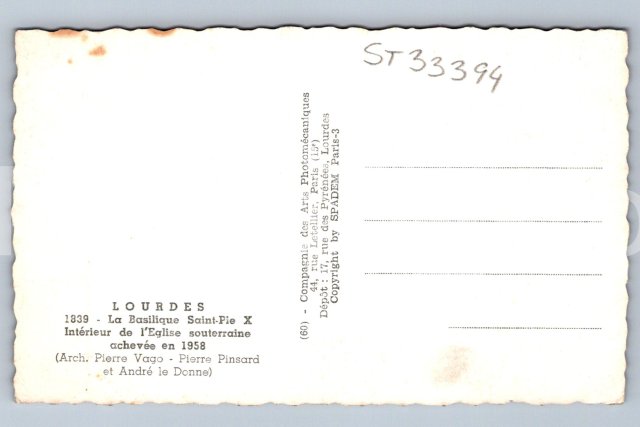 ST 33394
LOURDES
1839 - La Basilique Saint-Pie X
Intérieur de l'Eglise souterraine
achevée en 1958
(Arch. Pierre Vago - Pierre Pinsard
et André le Donne)
(60) - Compagnie des Arts Photomécaniques
44, rue Letellier, Paris (15e)
Dépôt : 17, rue des Pyrénées, Lourdes
Copyright by SPADEM Paris-3